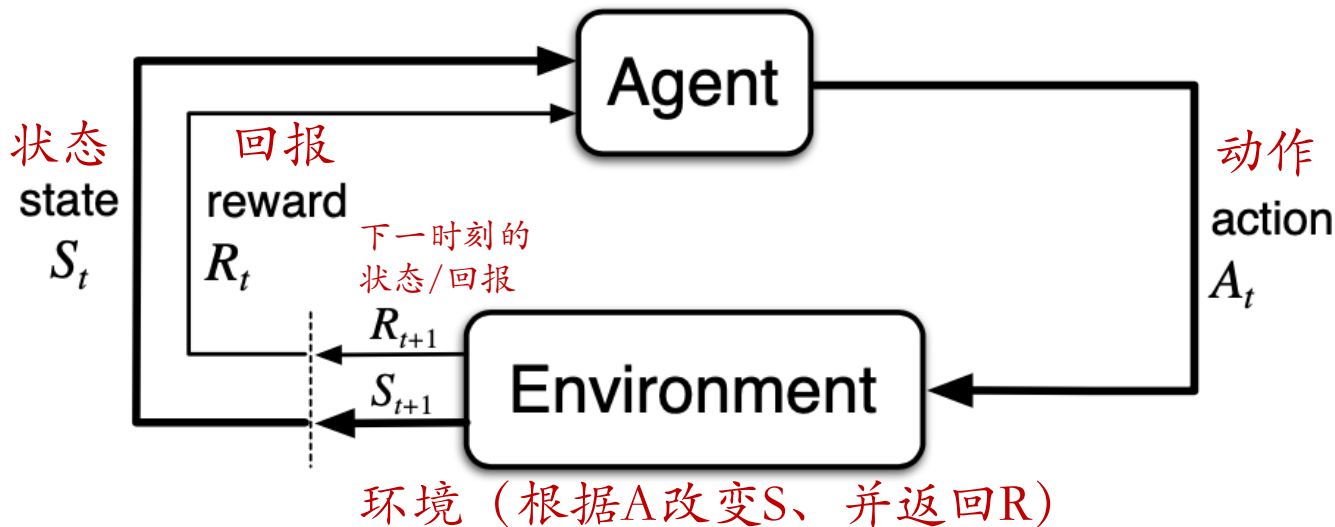 Agent
状态
state
S_t
回报
reward
R_t
下一时刻的
状态/回报
R_{t+1}
S_{t+1}
动作
action
A_t
Environment
环境（根据A改变S、并返回R）